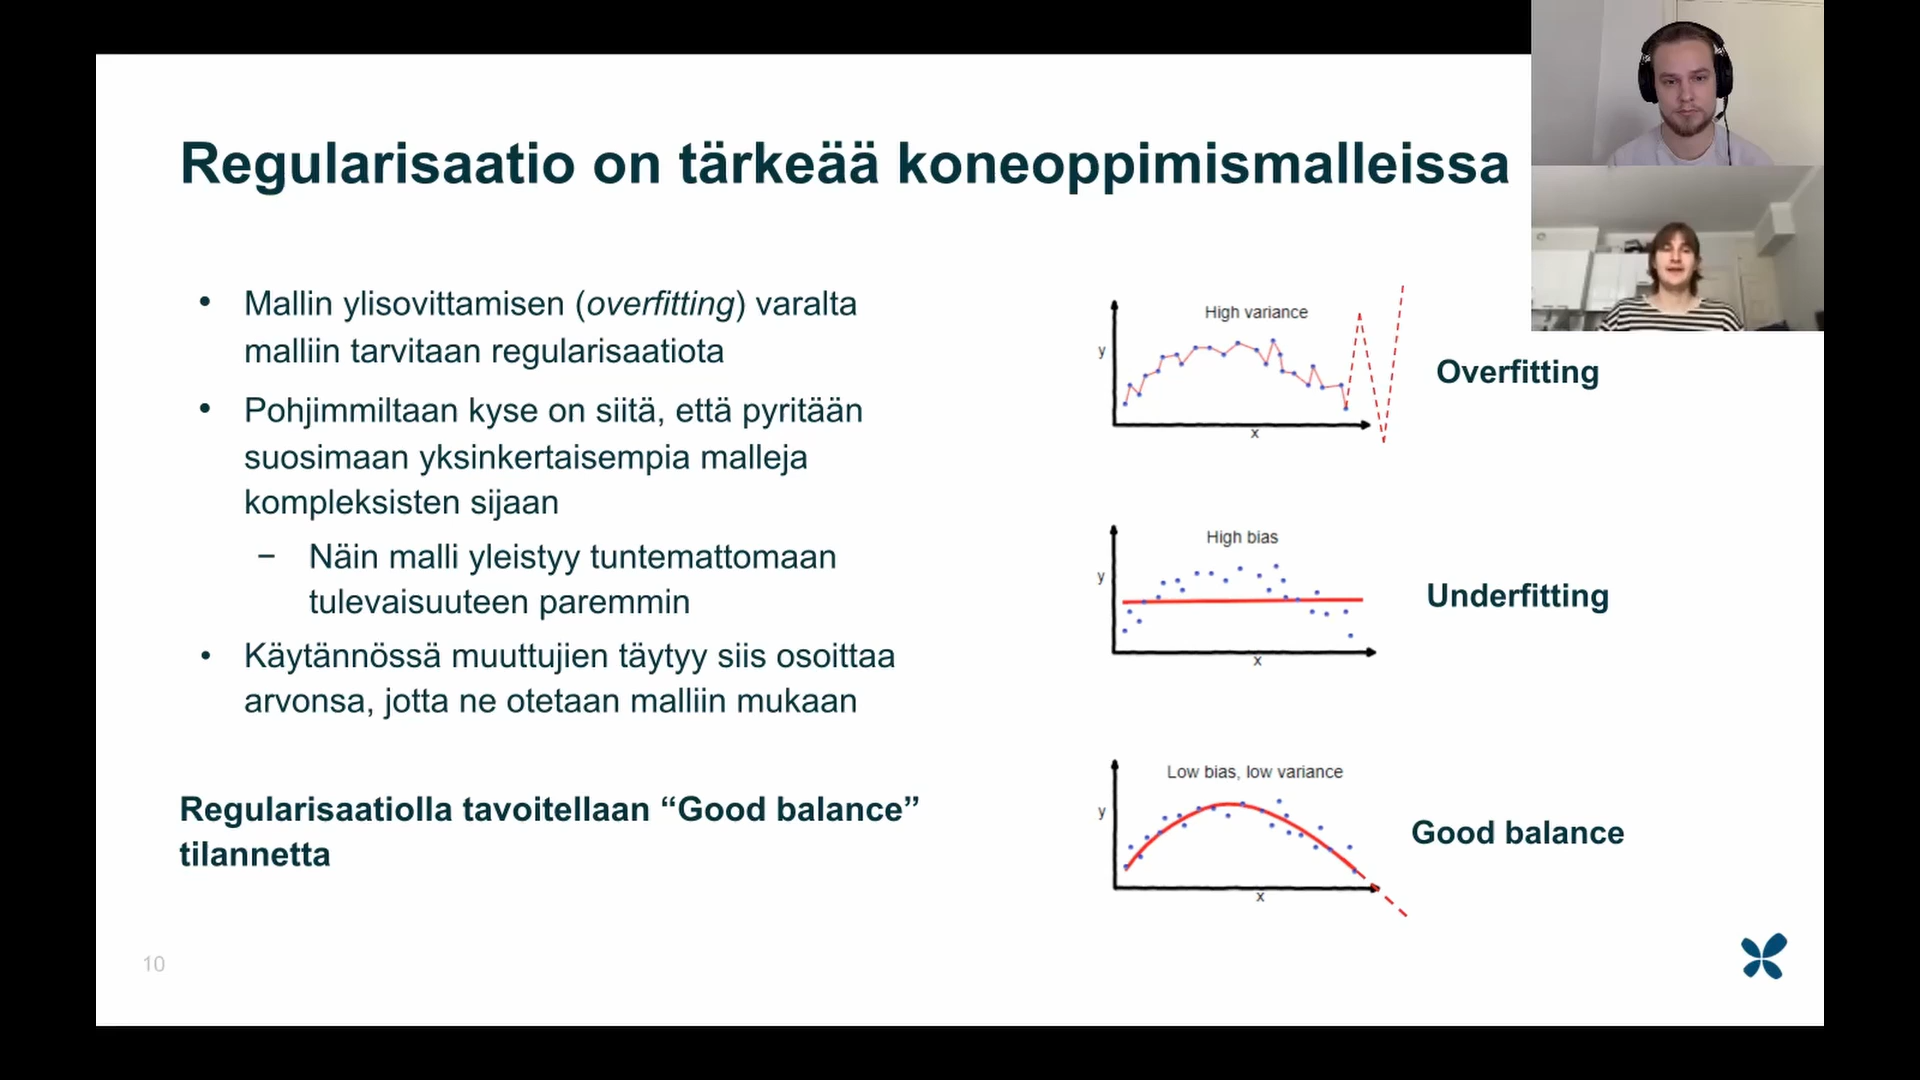 Regularisaatio on tärkeää koneoppimismalleissa
• Mallin ylisovittamisen (overfitting) varalta
malliin tarvitaan regularisaatiota
• Pohjimmiltaan kyse on siitä, että pyritään
suosimaan yksinkertaisempia malleja
kompleksisten sijaan
– Näin malli yleistyy tuntemattomaan
tulevaisuuteen paremmin
• Käytännössä muuttujien täytyy siis osoittaa
arvonsa, jotta ne otetaan malliin mukaan
Regularisaatiolla tavoitellaan “Good balance”
tilannetta
High variance
y
x
Overfitting
High bias
y
x
Underfitting
Low bias, low variance
y
x
Good balance
10